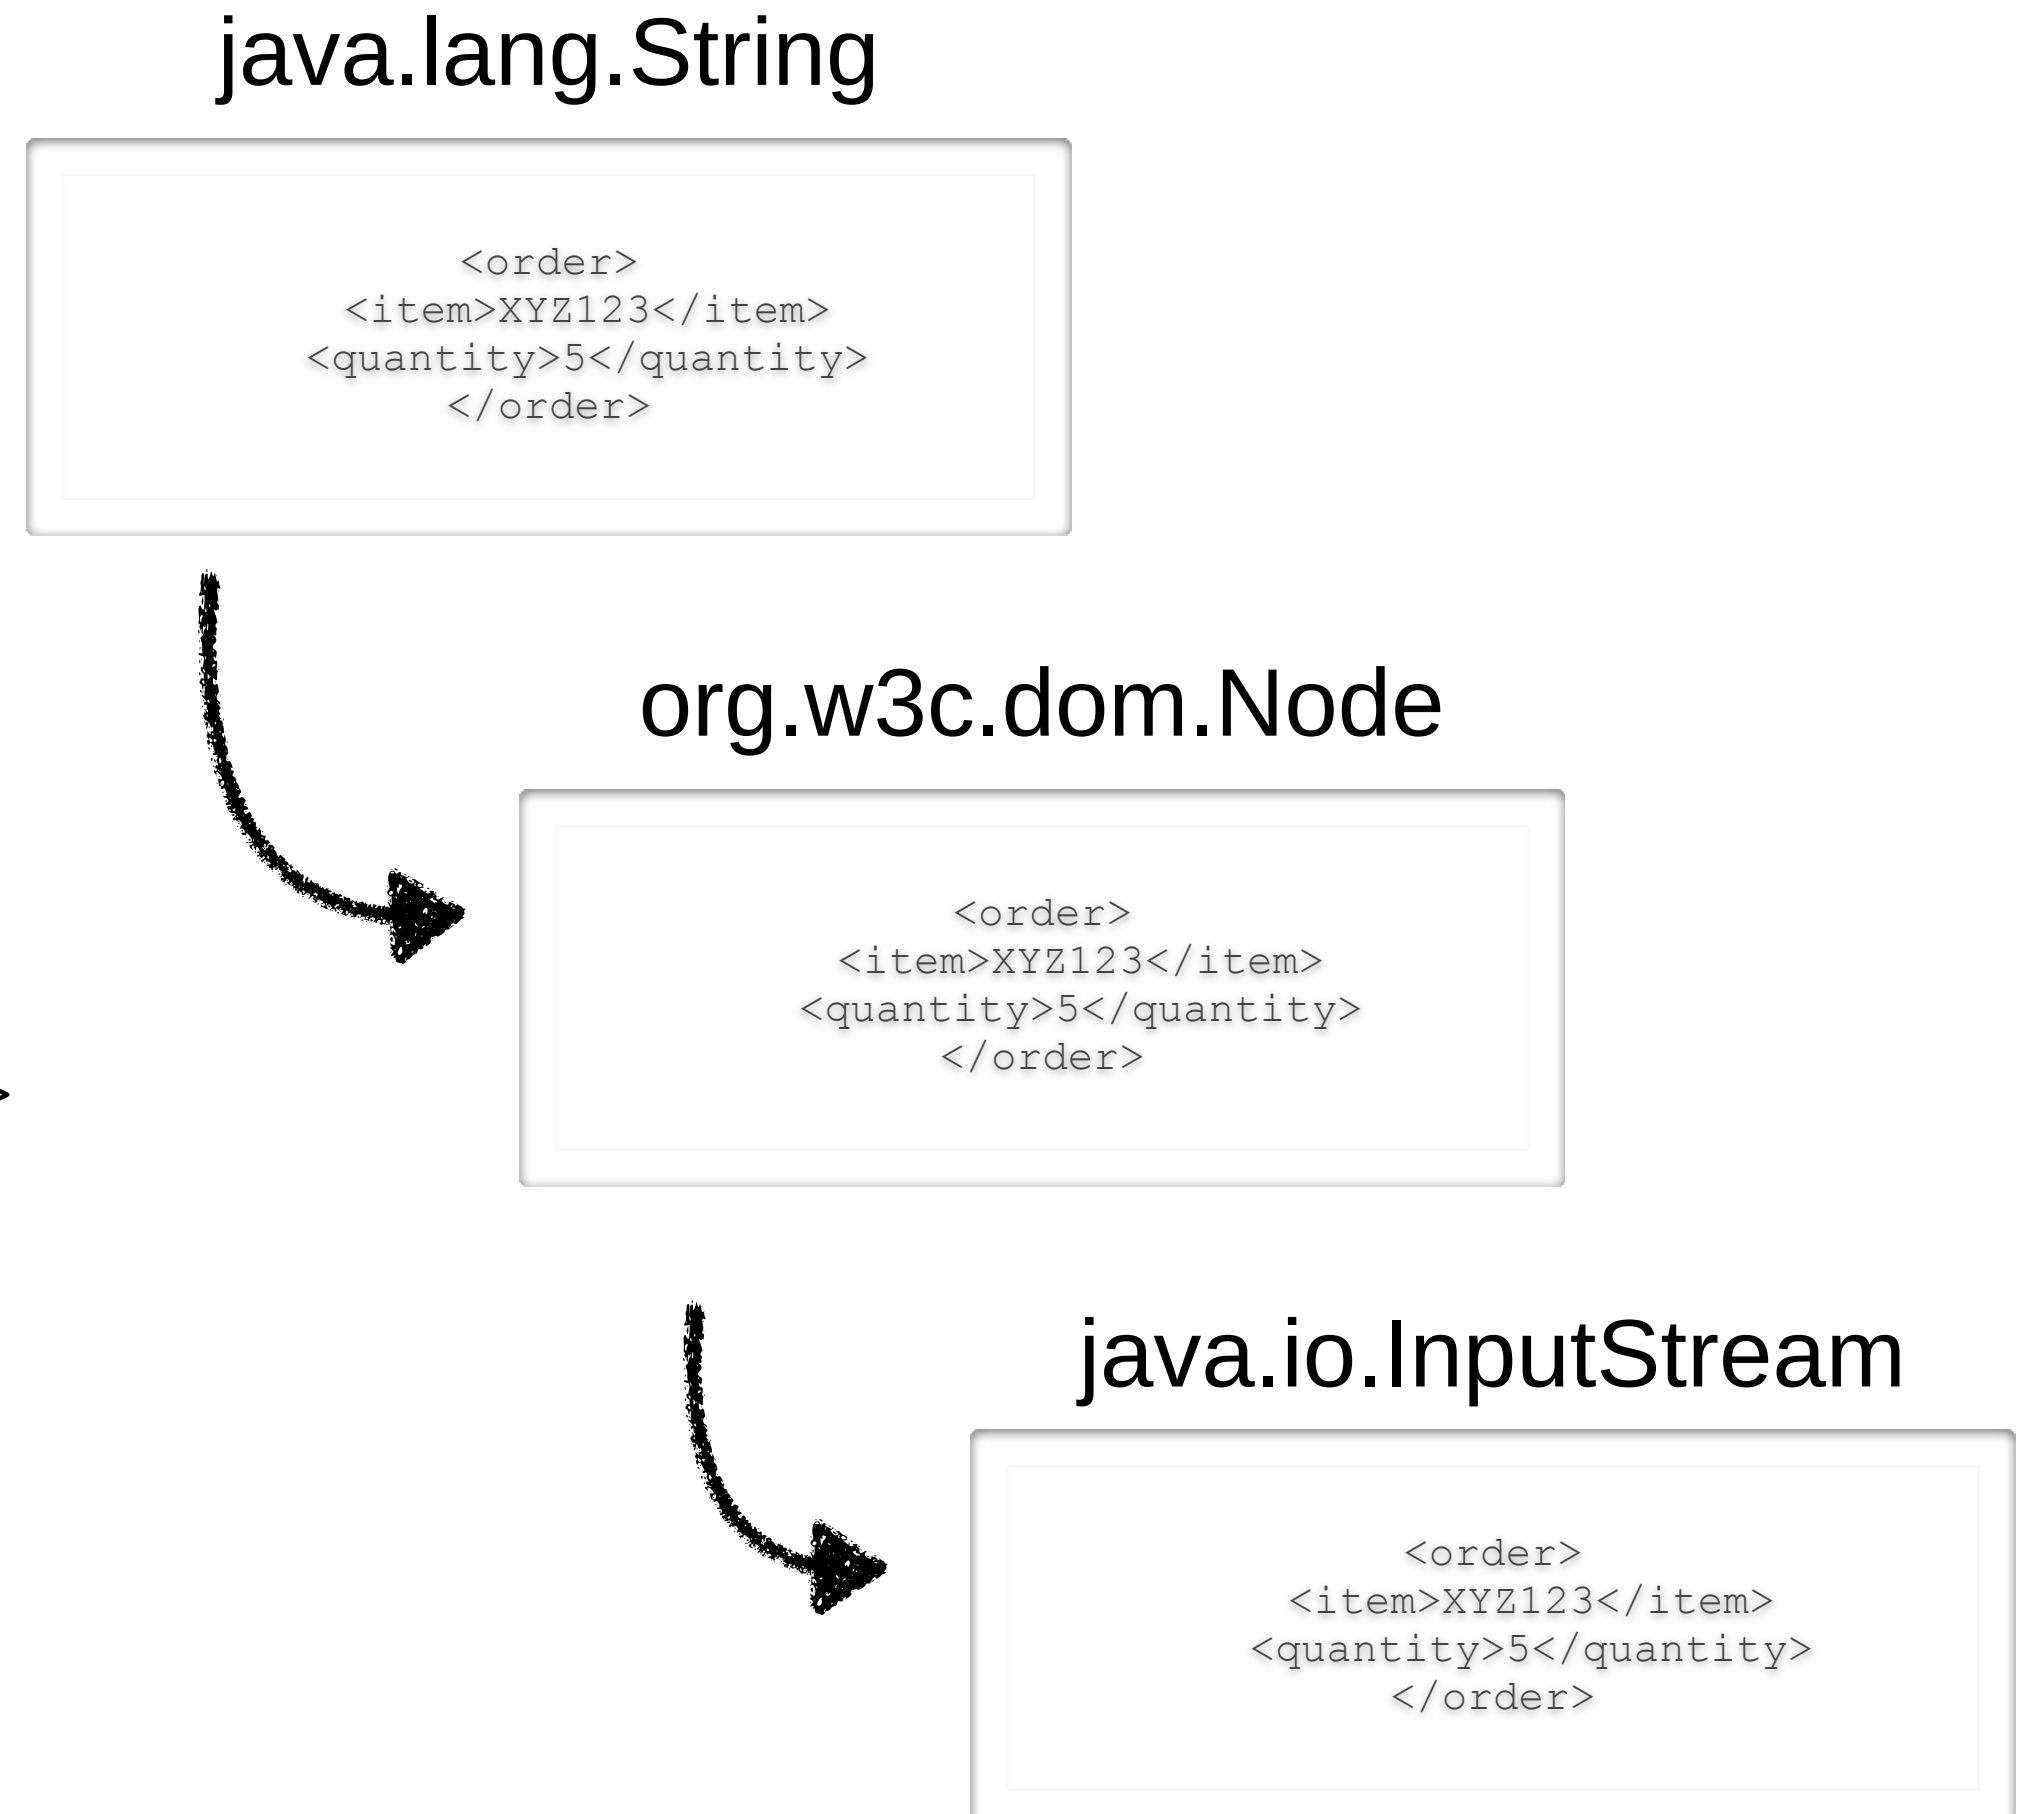 java.lang.String
<order>
<item>XYZ123</item>
<quantity>5</quantity>
</order>
org.w3c.dom.Node
<order>
<item>XYZ123</item>
<quantity>5</quantity>
</order>
>
java.io.InputStream
<order>
<item>XYZ123</item>
<quantity>5</quantity>
</order>